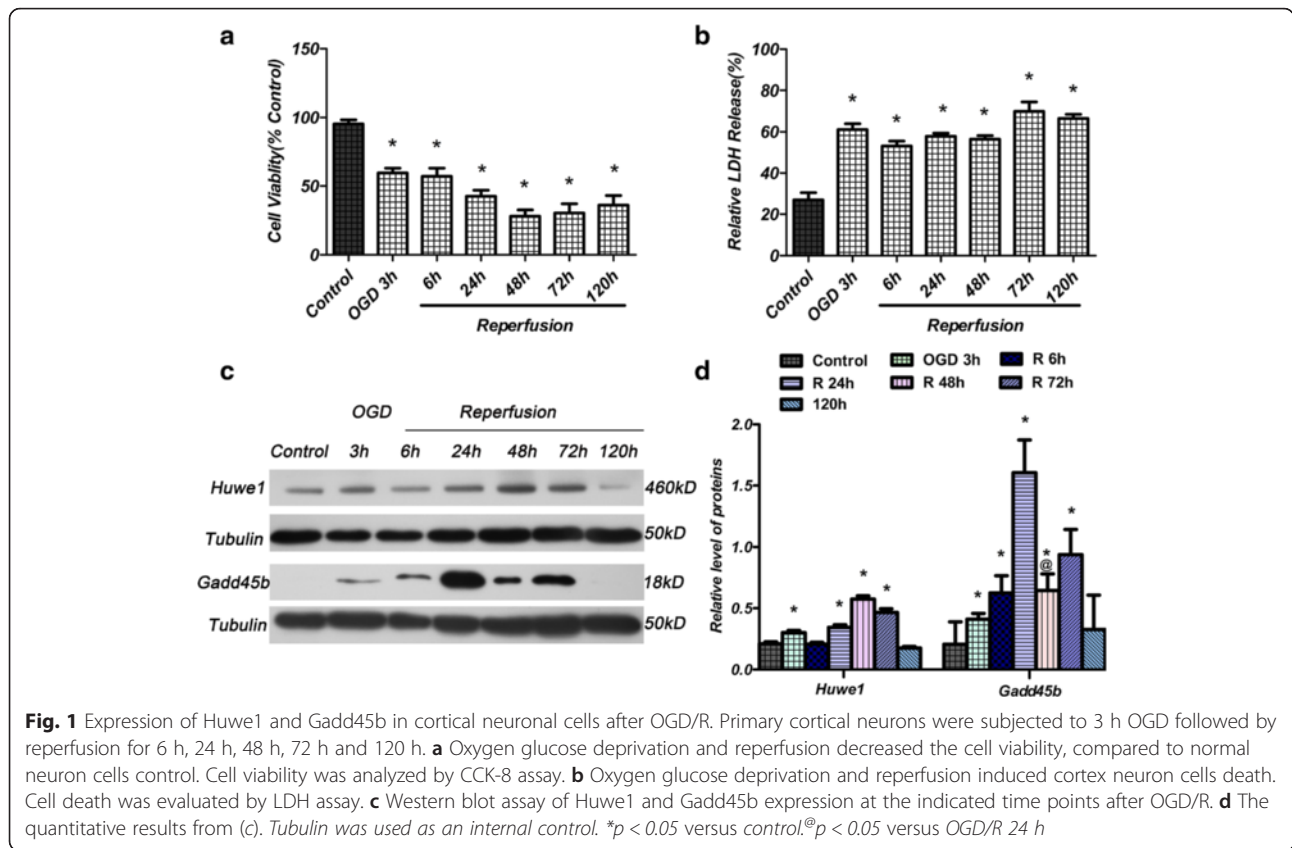 a
150
100
50
0
Cell Viablity(% Control)
* * * * * *
Control
OGD 3h
6h
24h
48h
72h
120h
Reperfusion
b
100
80
60
40
20
0
Relative LDH Release(%)
* * * * * *
Control
OGD 3h
6h
24h
48h
72h
120h
Reperfusion
c
OGD Reperfusion
Control 3h 6h 24h 48h 72h 120h
Huwe1 460kD
Tubulin 50kD
Gadd45b 18kD
Tubulin 50kD
d
Control OGD 3h R 6h
R 24h R 48h R 72h
120h
2.0
1.5
1.0
0.5
0.0
Relative level of proteins
* * * *
* * * * *
@
Huwe1 Gadd45b
Fig. 1 Expression of Huwe1 and Gadd45b in cortical neuronal cells after OGD/R. Primary cortical neurons were subjected to 3 h OGD followed by
reperfusion for 6 h, 24 h, 48 h, 72 h and 120 h. a Oxygen glucose deprivation and reperfusion decreased the cell viability, compared to normal
neuron cells control. Cell viability was analyzed by CCK-8 assay. b Oxygen glucose deprivation and reperfusion induced cortex neuron cells death.
Cell death was evaluated by LDH assay. c Western blot assay of Huwe1 and Gadd45b expression at the indicated time points after OGD/R. d The
quantitative results from (c). Tubulin was used as an internal control. *p < 0.05 versus control.@p < 0.05 versus OGD/R 24 h